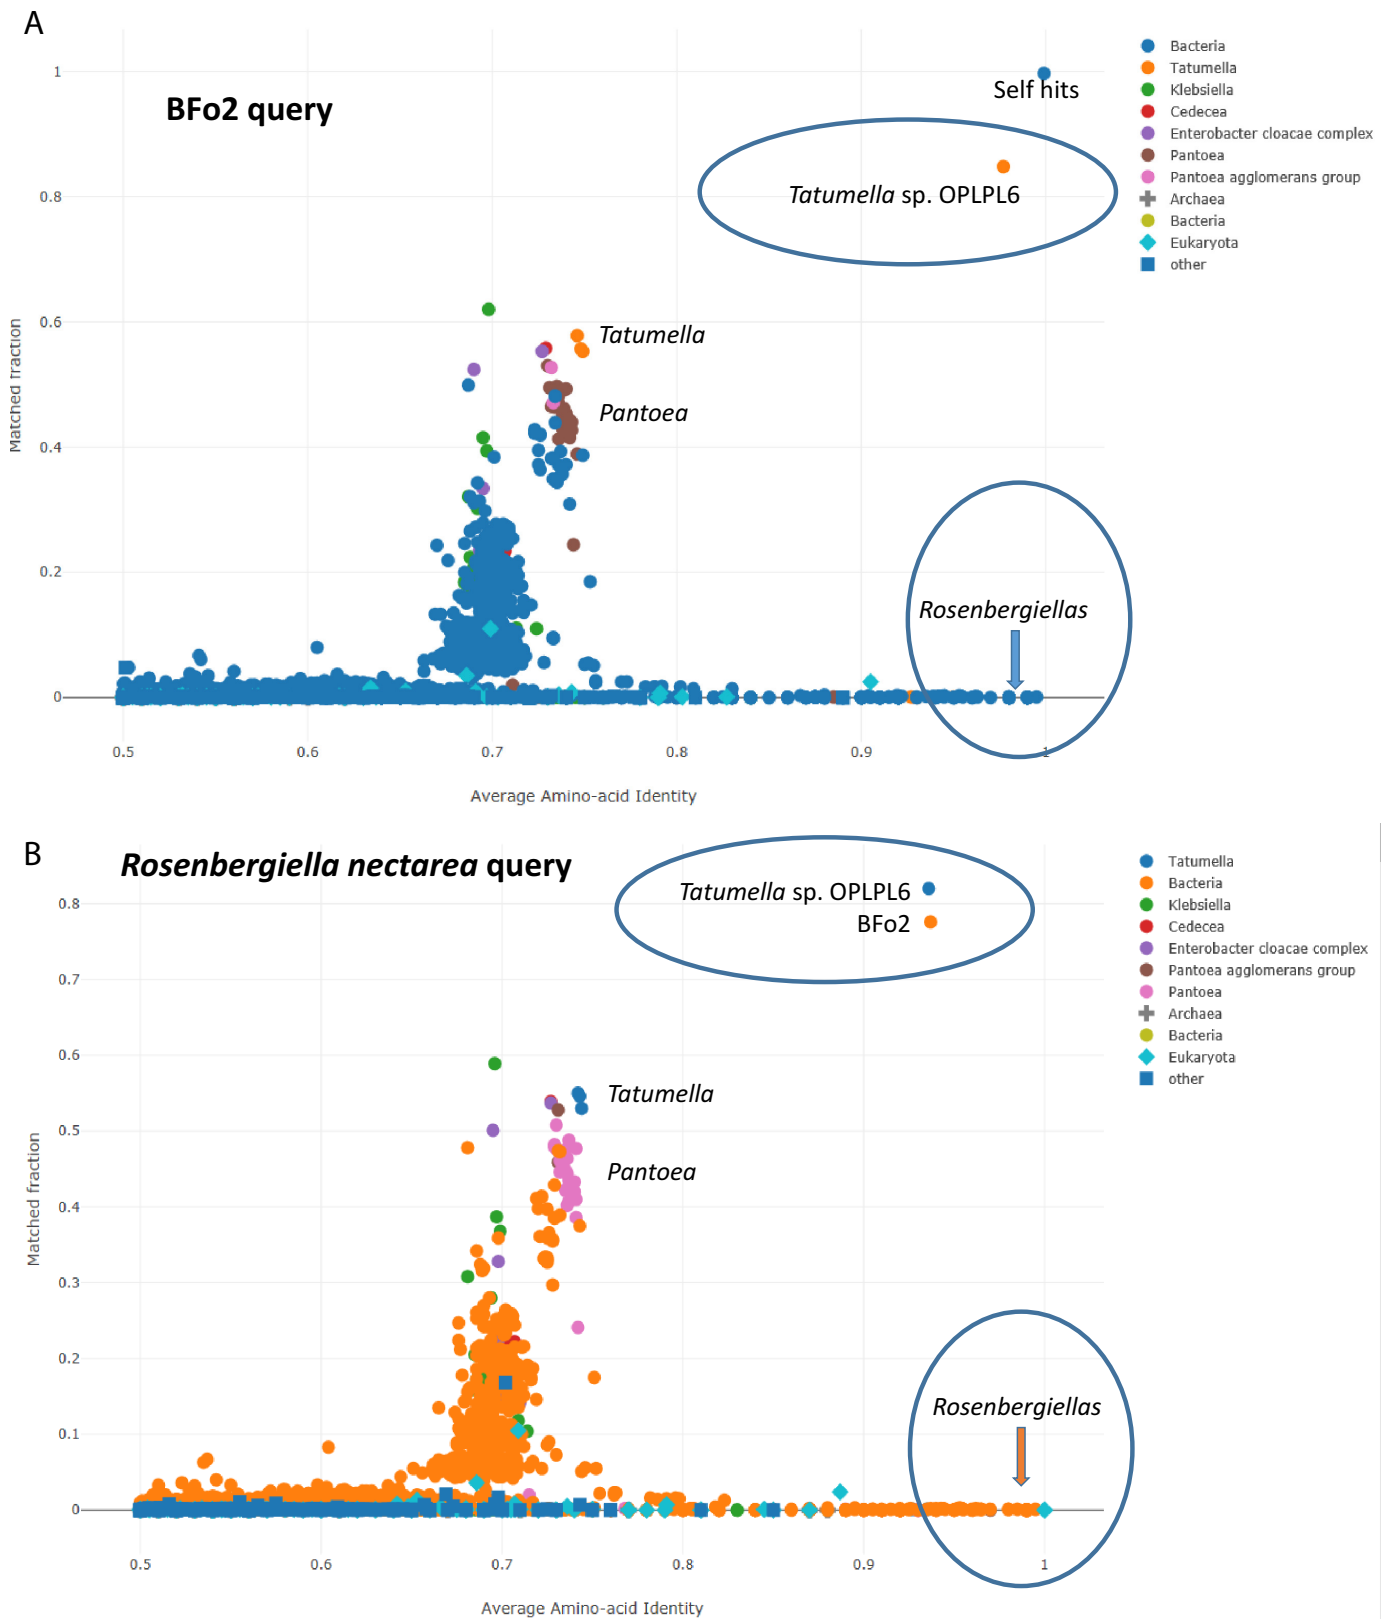 A
BFo2 query
Self hits
Tatumella sp. OPLPL6
Tatumella
Pantoea
Rosenbergiellas
1
0.8
0.6
0.4
0.2
0
Matched fraction
0.5 0.6 0.7 0.8 0.9 1
Average Amino-acid Identity
Bacteria
Tatumella
Klebsiella
Cedecea
Enterobacter cloacae complex
Pantoea
Pantoea agglomerans group
Archaea
Bacteria
Eukaryota
other
B
Rosenbergiella nectarea query
Tatumella sp. OPLPL6
BFo2
Tatumella
Pantoea
Rosenbergiellas
0.8
0.7
0.6
0.5
0.4
0.3
0.2
0.1
0
Matched fraction
0.5 0.6 0.7 0.8 0.9 1
Average Amino-acid Identity
Tatumella
Bacteria
Klebsiella
Cedecea
Enterobacter cloacae complex
Pantoea agglomerans group
Pantoea
Archaea
Bacteria
Eukaryota
other